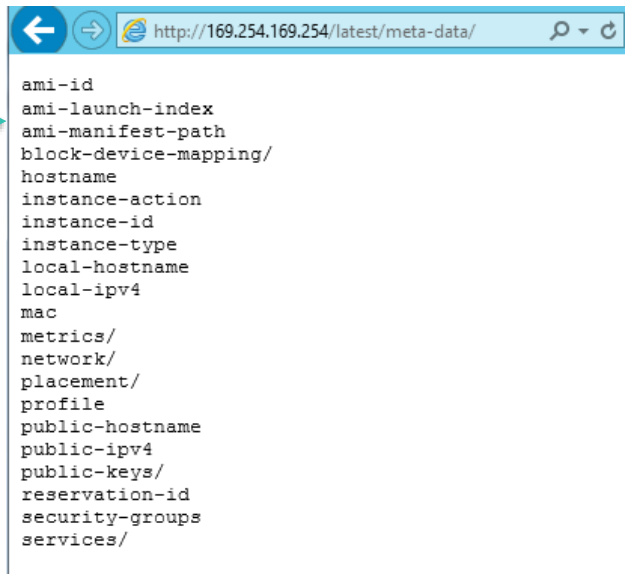 http://169.254.169.254/latest/meta-data/
ami-id
ami-launch-index
ami-manifest-path
block-device-mapping/
hostname
instance-action
instance-id
instance-type
local-hostname
local-ipv4
mac
metrics/
network/
placement/
profile
public-hostname
public-ipv4
public-keys/
reservation-id
security-groups
services/